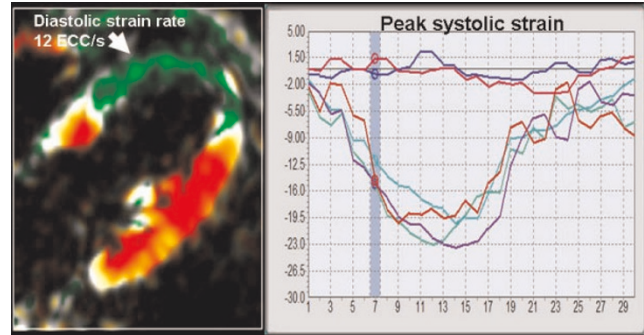 Diastolic strain rate
12 ECC/s
Peak systolic strain
5.00
1.50
-2.00
-5.50
-9.00
-12.5
-16.0
-19.5
-23.0
-26.5
-30.0
1 3 5 7 9 11 13 15 17 19 21 23 25 27 29